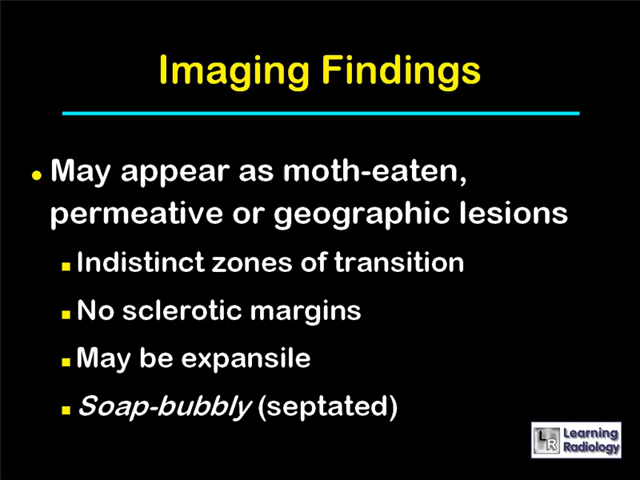 Imaging Findings
May appear as moth-eaten,
permeative or geographic lesions
Indistinct zones of transition
No sclerotic margins
May be expansile
Soap-bubbly (septated)
LR Learning
Radiology